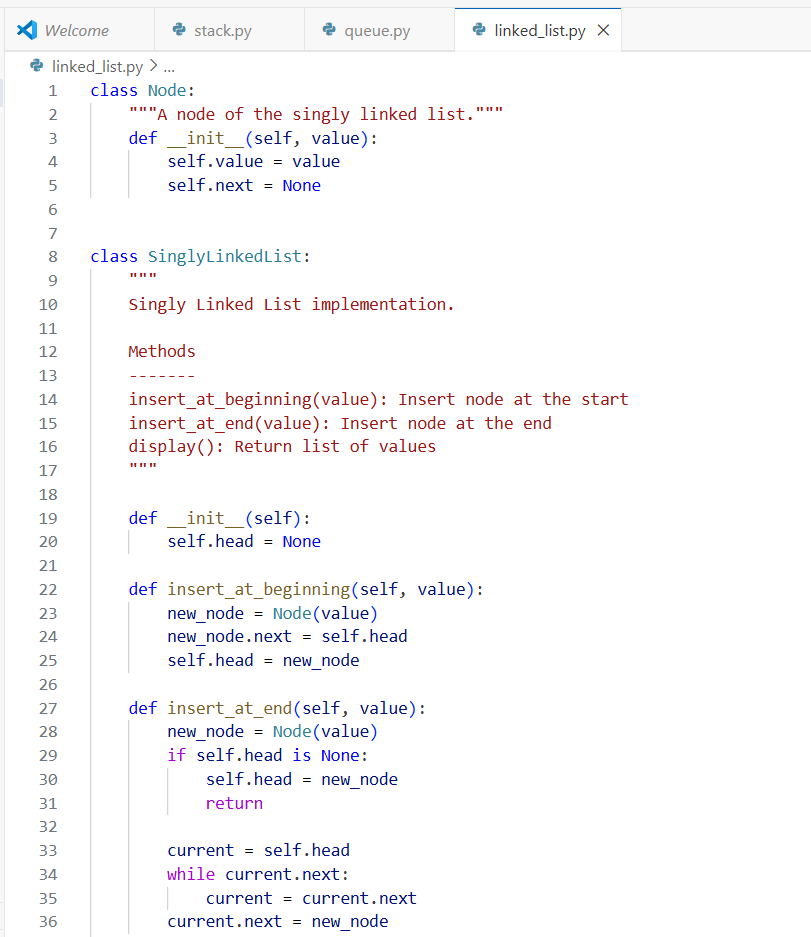 Welcome stack.py queue.py linked_list.py
linked_list.py > ...
1 class Node:
2     """A node of the singly linked list."""
3     def __init__(self, value):
4         self.value = value
5         self.next = None
6
7
8 class SinglyLinkedList:
9     """
10     Singly Linked List implementation.
11
12     Methods
13     -------
14     insert_at_beginning(value): Insert node at the start
15     insert_at_end(value): Insert node at the end
16     display(): Return list of values
17     """
18
19     def __init__(self):
20         self.head = None
21
22     def insert_at_beginning(self, value):
23         new_node = Node(value)
24         new_node.next = self.head
25         self.head = new_node
26
27     def insert_at_end(self, value):
28         new_node = Node(value)
29         if self.head is None:
30             self.head = new_node
31             return
32
33         current = self.head
34         while current.next:
35             current = current.next
36         current.next = new_node